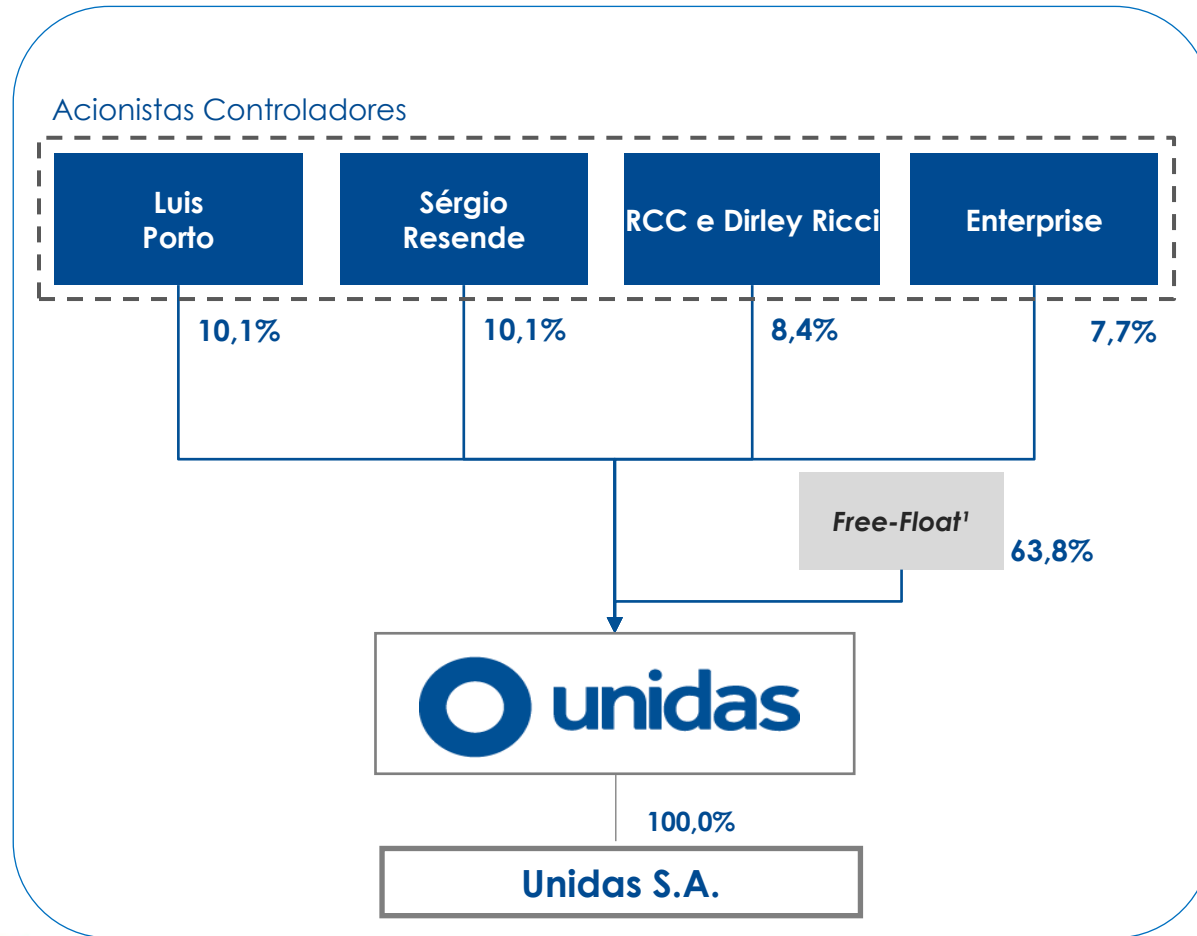 Acionistas Controladores
Luis
Porto
Sérgio
Resende
RCC e Dirley Ricci
Enterprise
10,1%
10,1%
8,4%
7,7%
Free-Float¹
63,8%
unidas
100,0%
Unidas S.A.